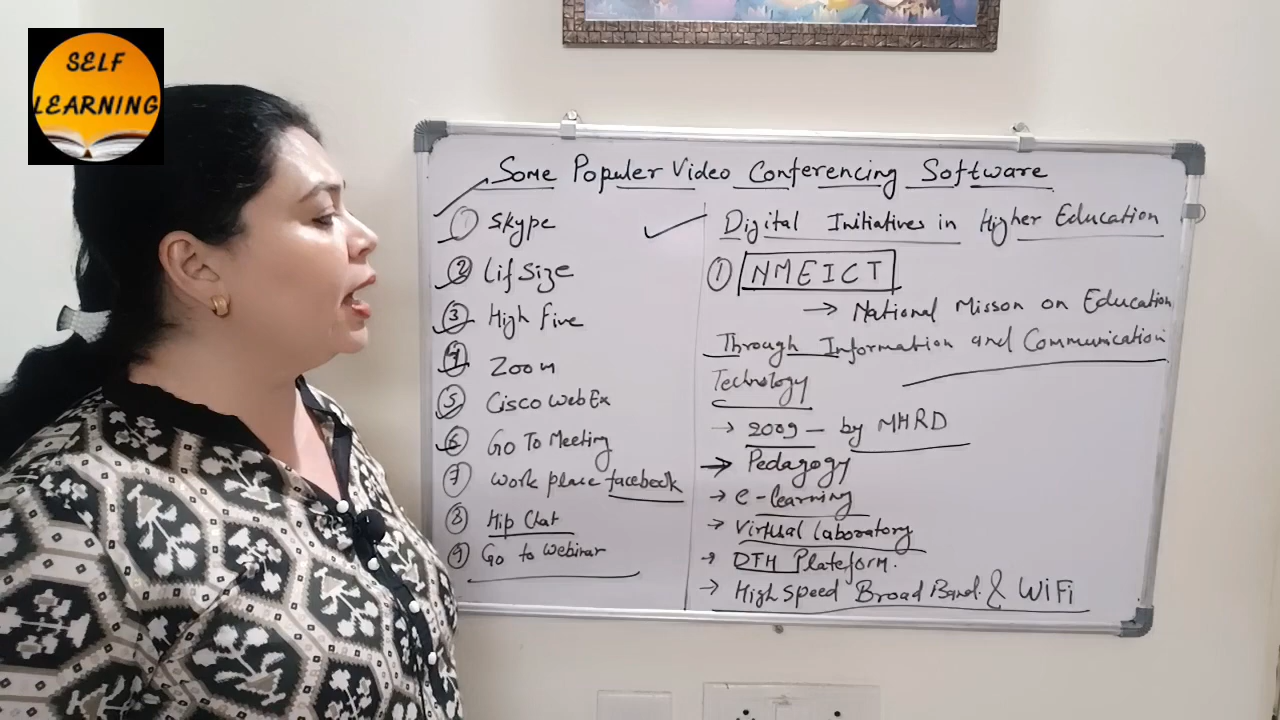 SELF
LEARNING
Some Populer Video Conferencing Software
① Skype
② Lifsize
③ High five
④ Zoom
⑤ Cisco WebEx
⑥ Go To Meeting
⑦ Work place facebook
⑧ Hip Chat
⑨ Go to Webinar
Digital Initiatives in Higher Education
① NMEICT
→ National Misson on Education
Through Information and Communication
Technology
→ 2009 – by MHRD
→ Pedagogy
→ e-learning
→ Virtual laboratory
→ DTH Plateform.
→ High Speed Broad Band. & WiFi